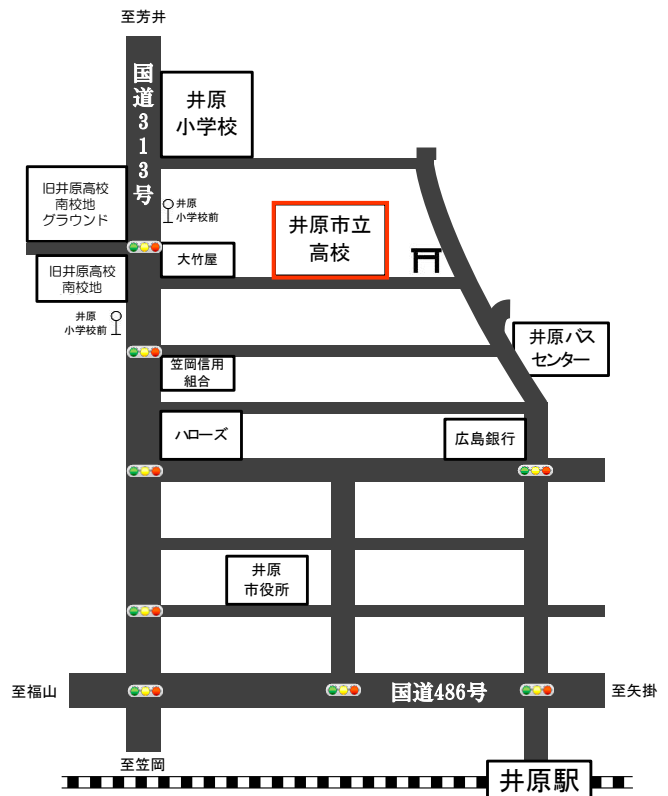 至芳井
国道313号
井原
小学校
旧井原高校
南校地
グラウンド
井原
小学校前
井原市立
高校
大竹屋
旧井原高校
南校地
井原
小学校前
井原バス
センター
笠岡信用
組合
ハローズ
広島銀行
井原
市役所
至福山
国道486号
至矢掛
至笠岡
井原駅